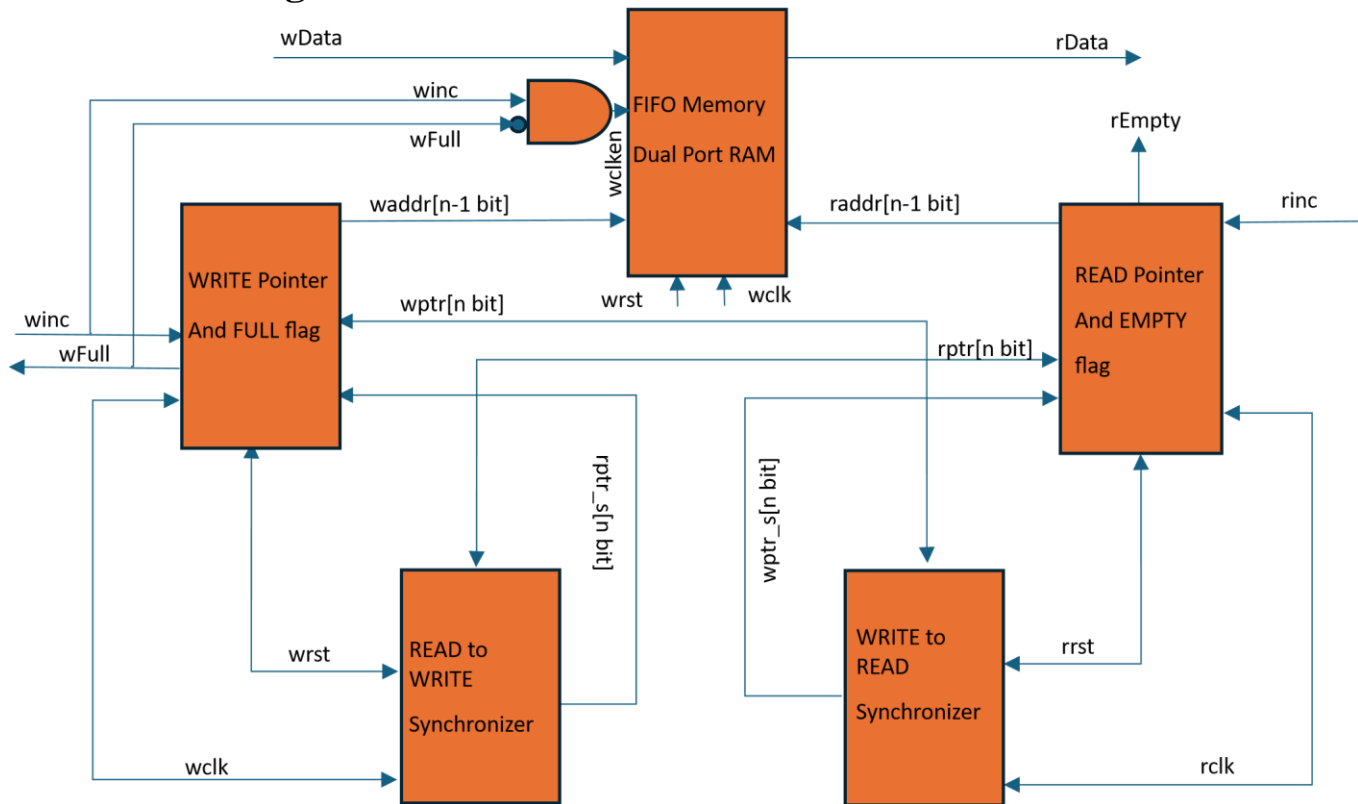 g
wData
rData
winc
wFull
wclken
FIFO Memory
Dual Port RAM
rEmpty
waddr[n-1 bit]
raddr[n-1 bit]
rinc
WRITE Pointer
And FULL flag
READ Pointer
And EMPTY
flag
wrst
wclk
winc
wFull
wptr[n bit]
rptr[n bit]
rptr_s[n bit]
wptr_s[n bit]
READ to
WRITE
Synchronizer
WRITE to
READ
Synchronizer
wrst
rrst
wclk
rclk